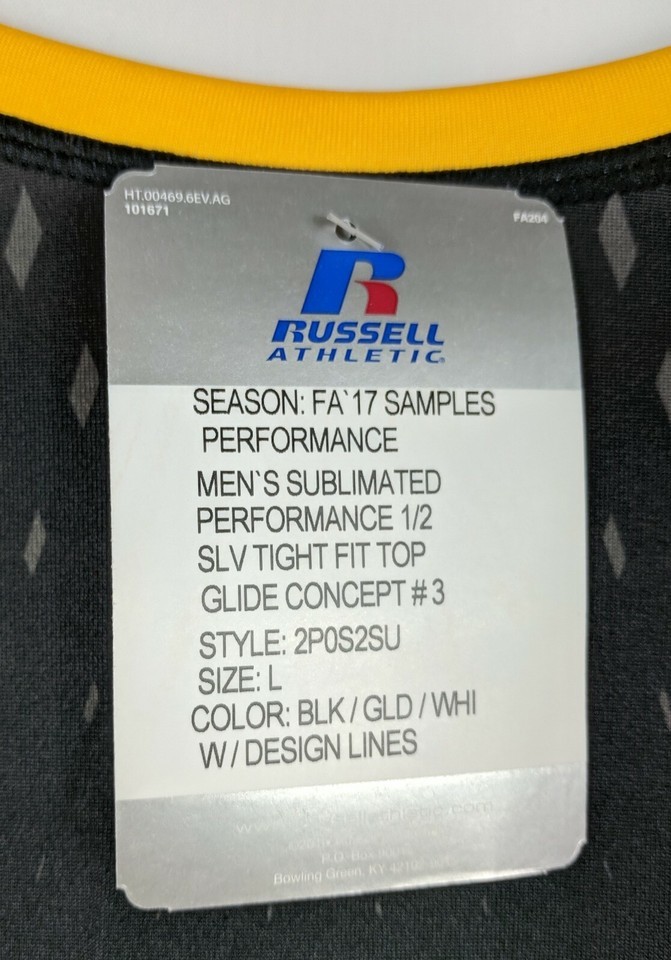 HT.00469.6EV.AG
101671
FA204
RUSSELL
ATHLETIC
SEASON: FA`17 SAMPLES
PERFORMANCE
MEN`S SUBLIMATED
PERFORMANCE 1/2
SLV TIGHT FIT TOP
GLIDE CONCEPT #3
STYLE: 2P0S2SU
SIZE: L
COLOR: BLK / GLD / WHI
W / DESIGN LINES
P.O. Box
Bowling Green, KY